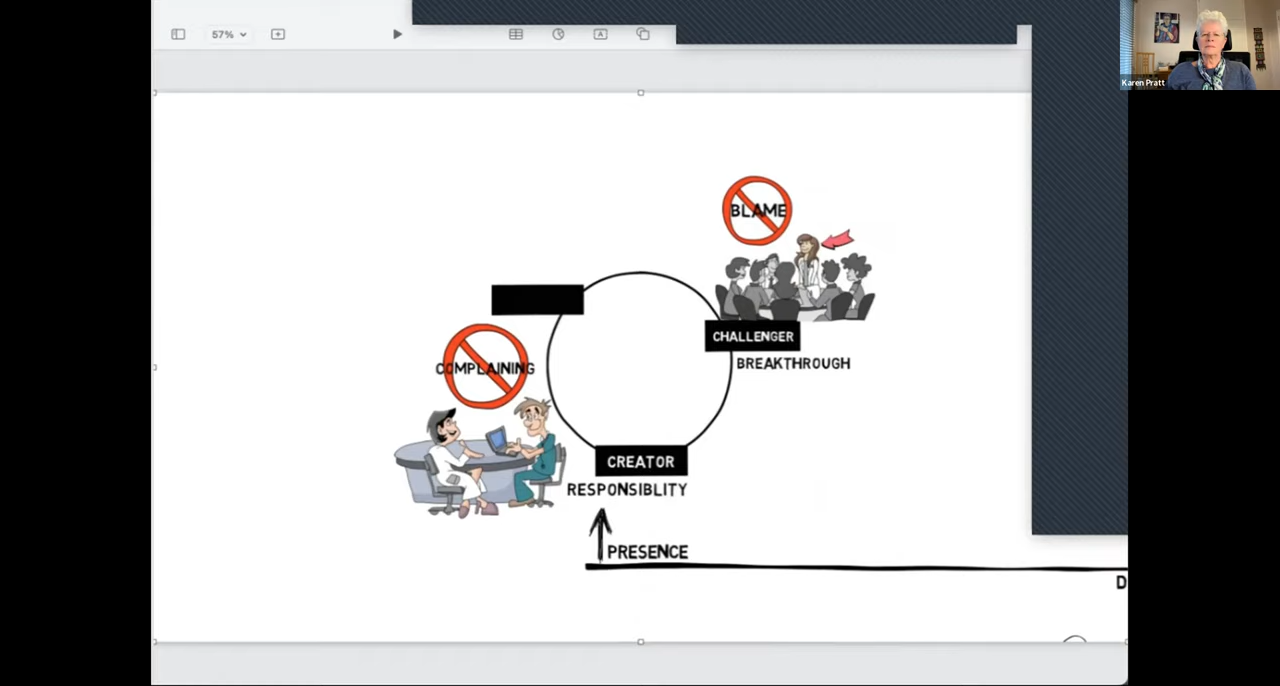 57%
Karen Pratt
BLAME
CHALLENGER
BREAKTHROUGH
COMPLAINING
CREATOR
RESPONSIBLITY
PRESENCE
D